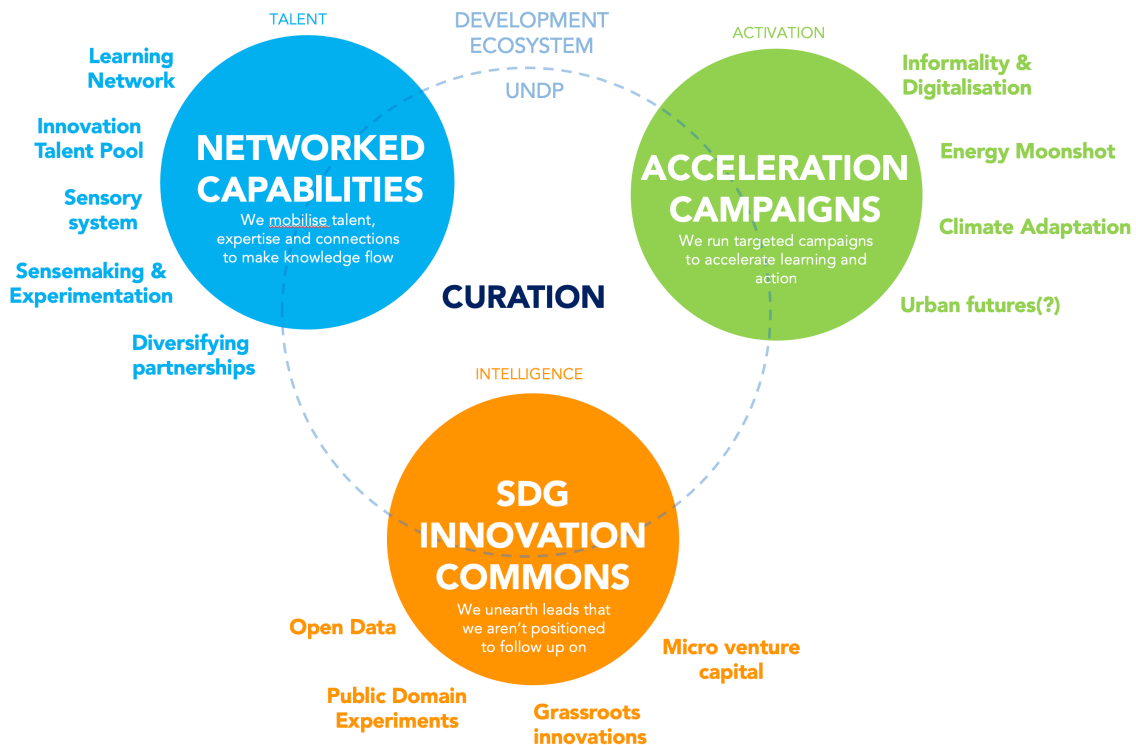 TALENT
Learning
Network
Innovation
Talent Pool
Sensory
system
Sensemaking &
Experimentation
Diversifying
partnerships
NETWORKED
CAPABILITIES
We mobilise talent,
expertise and connections
to make knowledge flow
DEVELOPMENT
ECOSYSTEM
UNDP
CURATION
ACTIVATION
ACCELERATION
CAMPAIGNS
We run targeted campaigns
to accelerate learning and
action
Informality &
Digitalisation
Energy Moonshot
Climate Adaptation
Urban futures(?)
INTELLIGENCE
SDG
INNOVATION
COMMONS
We unearth leads that
we aren’t positioned
to follow up on
Open Data
Public Domain
Experiments
Grassroots
innovations
Micro venture
capital